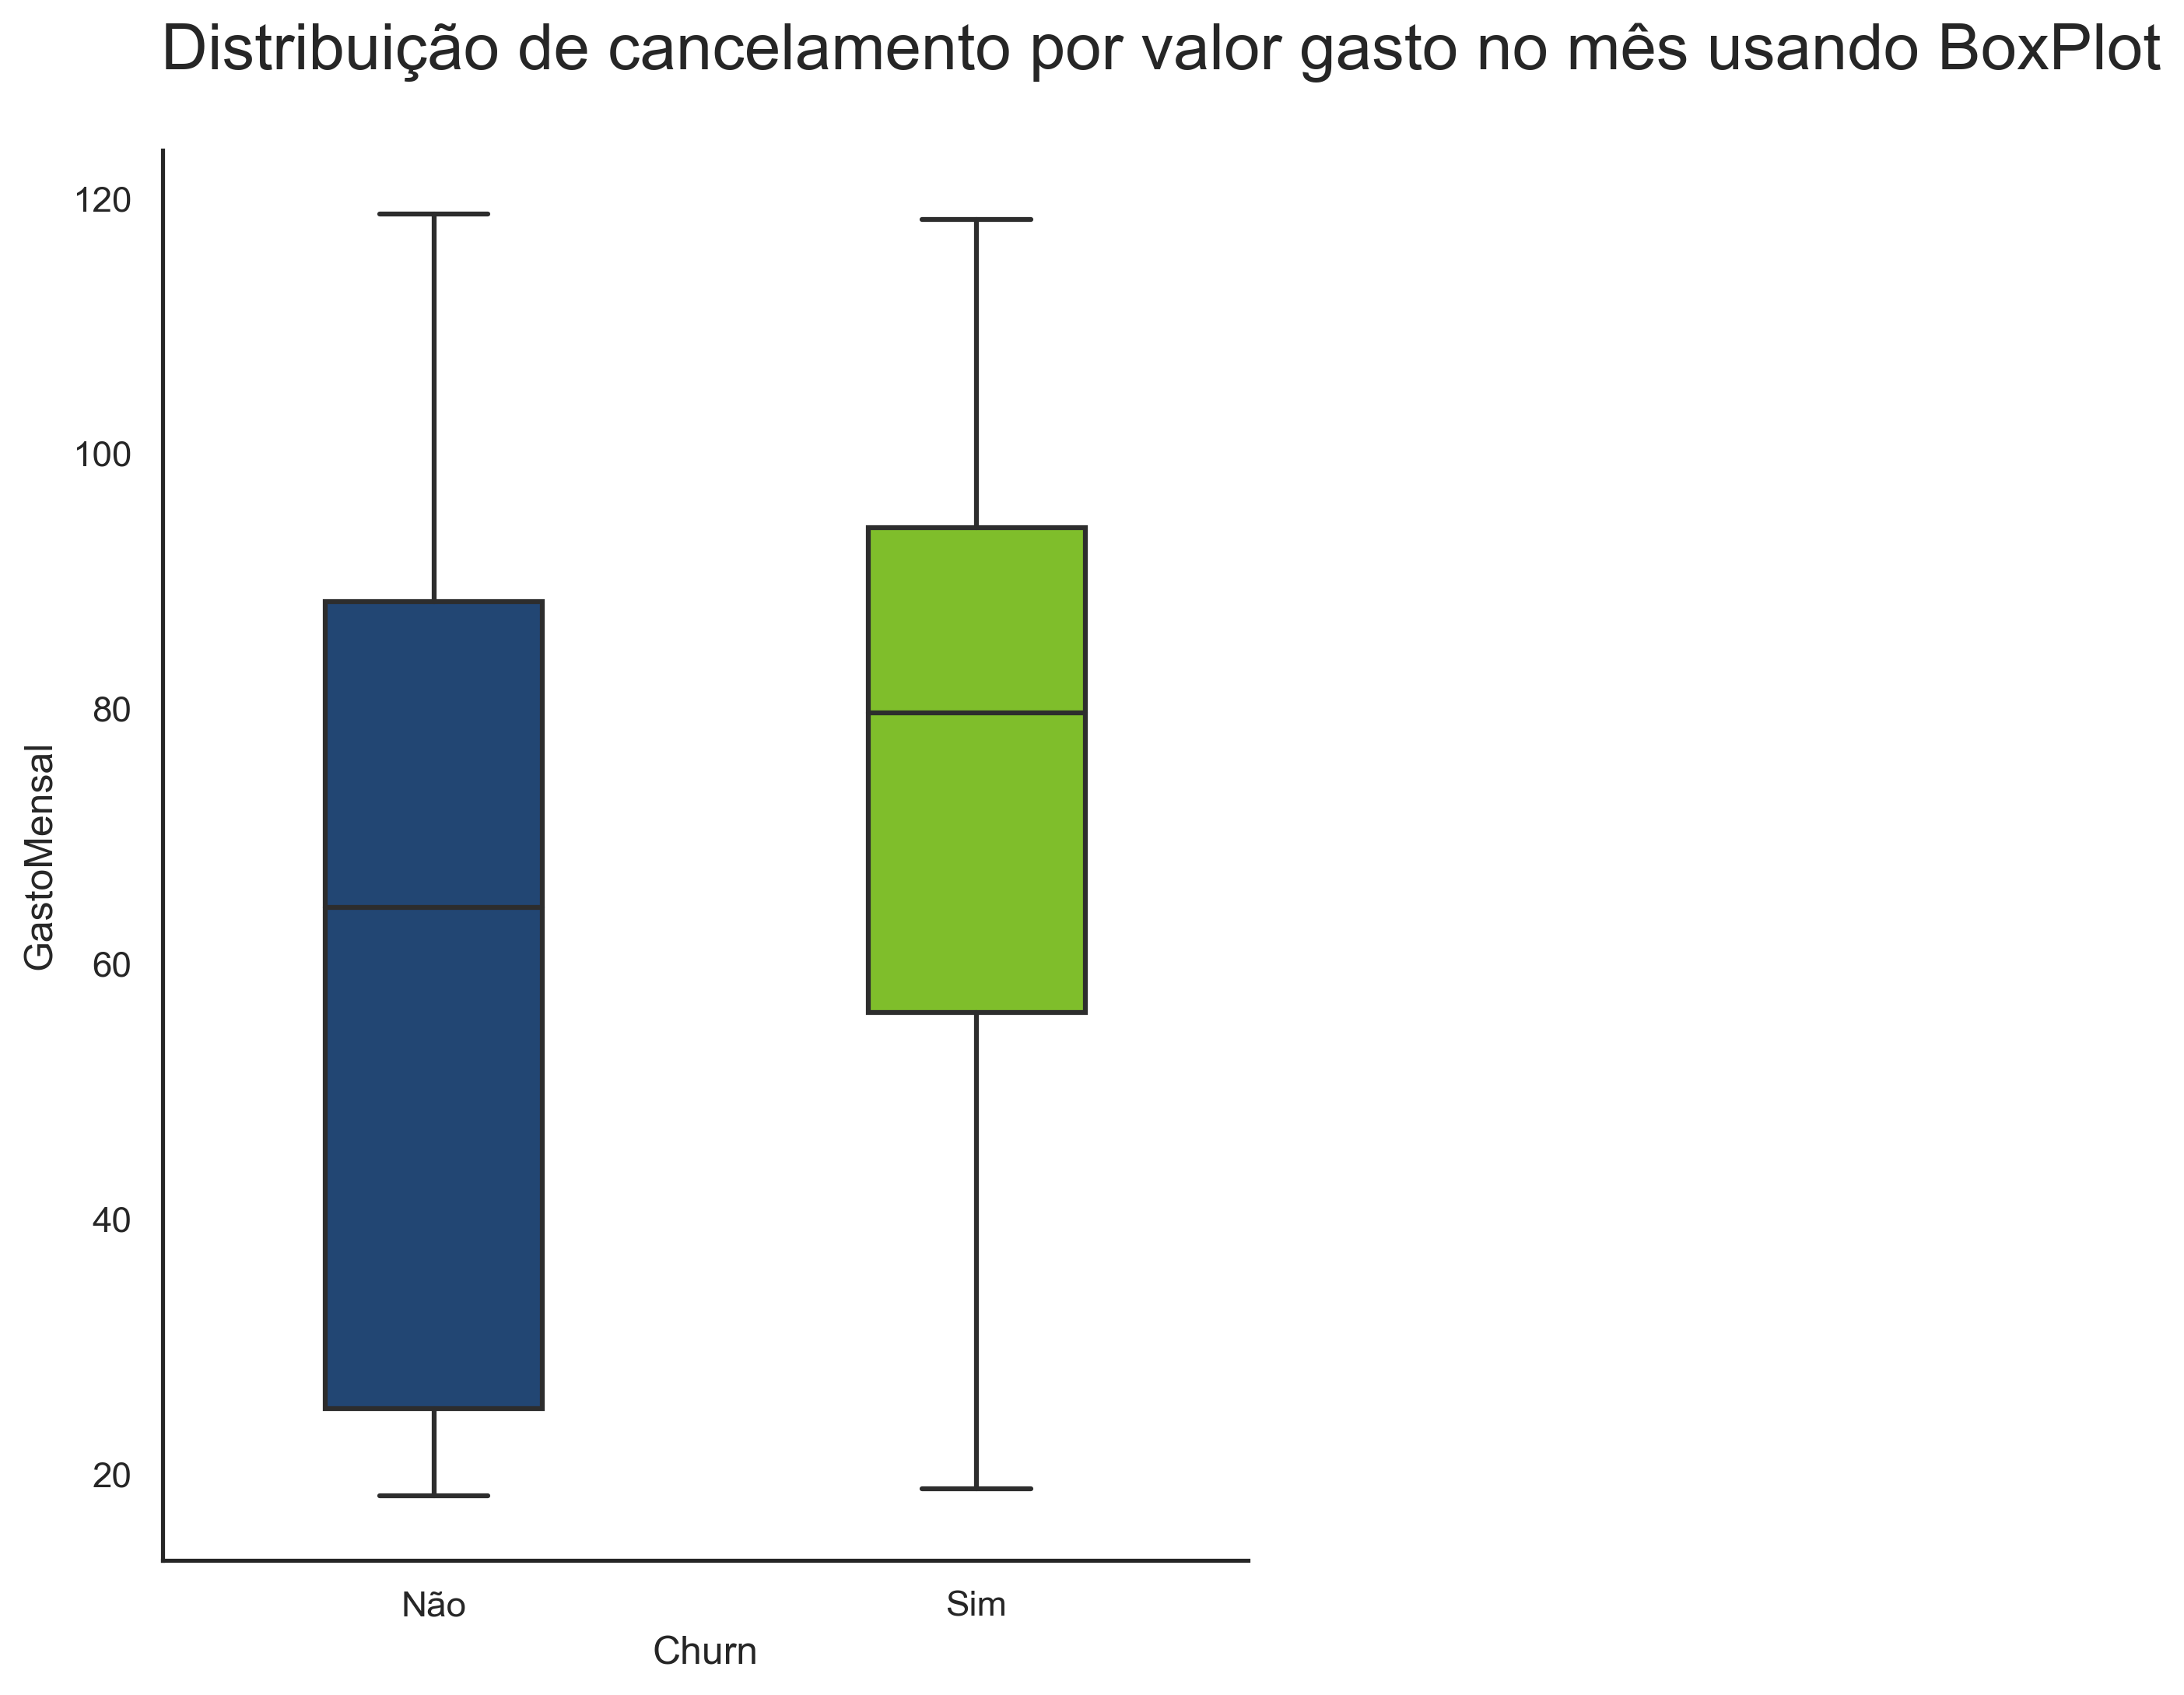 Distribuição de cancelamento por valor gasto no mês usando BoxPlot
120
100
80
60
40
20
GastoMensal
Não
Sim
Churn